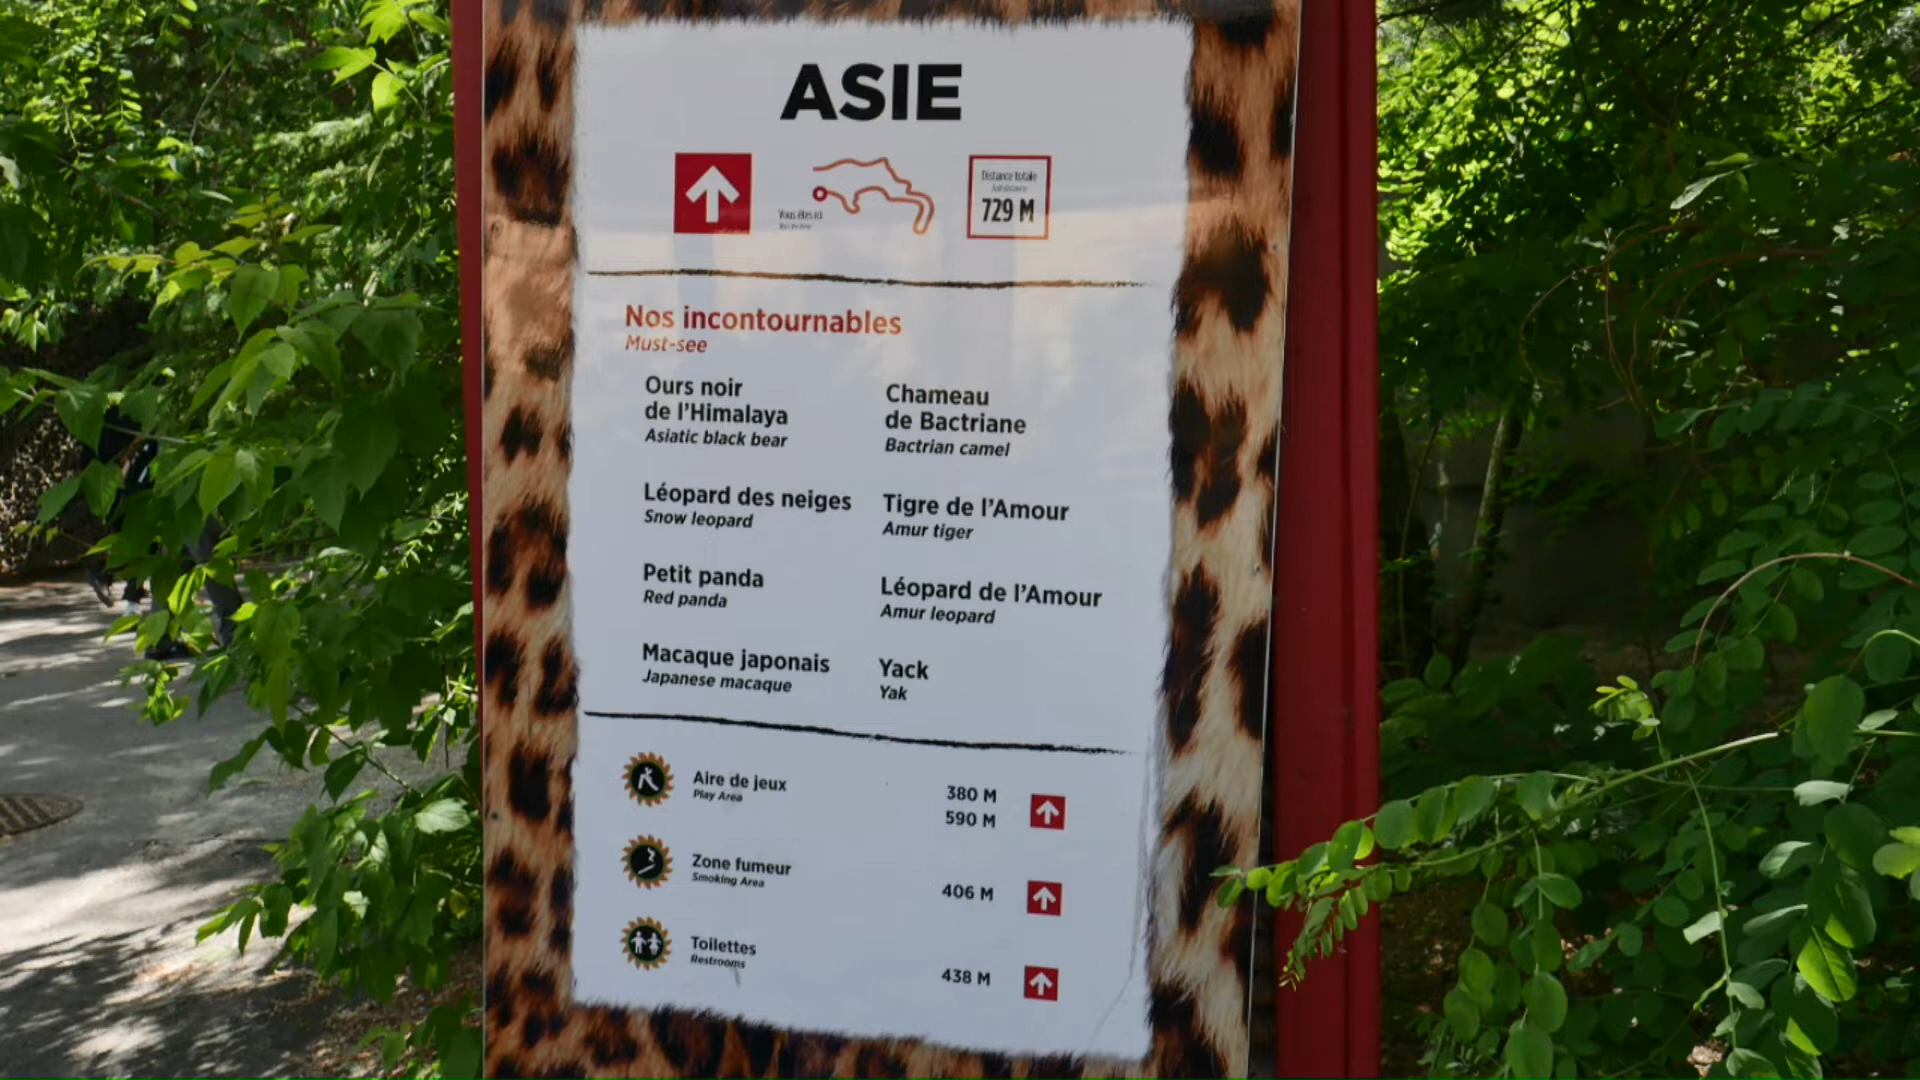 ASIE
Vous êtes ici
Distance totale
729 M
Nos incontournables
Must-see
Ours noir
de l'Himalaya
Asiatic black bear
Chameau
de Bactriane
Bactrian camel
Léopard des neiges
Snow leopard
Tigre de l'Amour
Amur tiger
Petit panda
Red panda
Léopard de l'Amour
Amur leopard
Macaque japonais
Japanese macaque
Yack
Yak
Aire de jeux
Play Area
380 M
590 M
Zone fumeur
Smoking Area
406 M
Toilettes
Restrooms
438 M